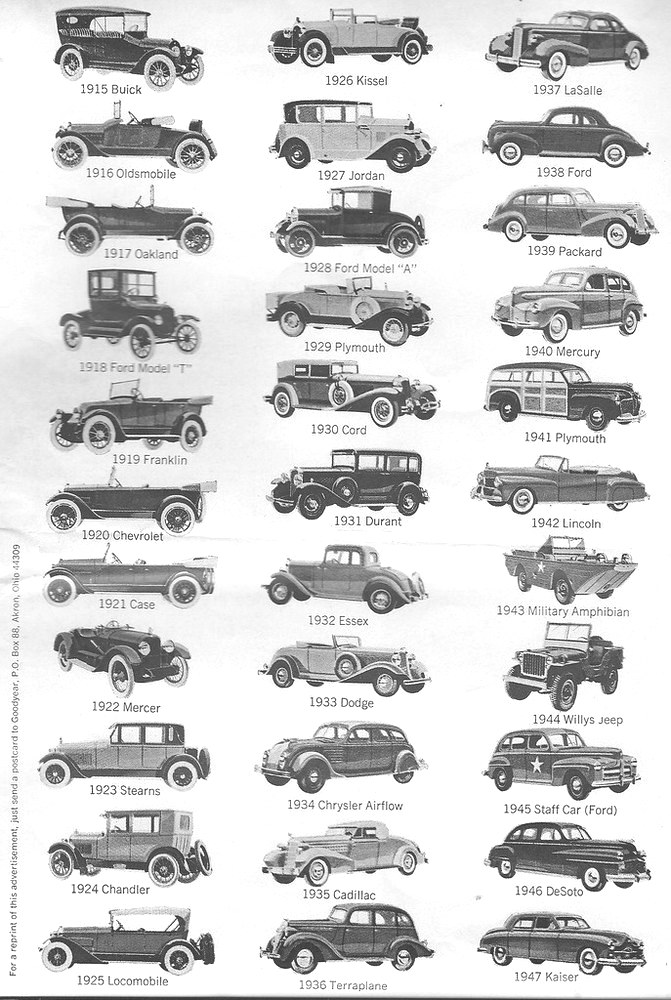 1915 Buick
1916 Oldsmobile
1917 Oakland
1918 Ford Model "T"
1919 Franklin
1920 Chevrolet
1921 Case
1922 Mercer
1923 Stearns
1924 Chandler
1925 Locomobile
1926 Kissel
1927 Jordan
1928 Ford Model "A"
1929 Plymouth
1930 Cord
1931 Durant
1932 Essex
1933 Dodge
1934 Chrysler Airflow
1935 Cadillac
1936 Terraplane
1937 LaSalle
1938 Ford
1939 Packard
1940 Mercury
1941 Plymouth
1942 Lincoln
1943 Military Amphibian
1944 Willys Jeep
1945 Staff Car (Ford)
1946 DeSoto
1947 Kaiser
For a reprint of this advertisement, just send a postcard to Goodyear, P.O. Box 88, Akron, Ohio 44309